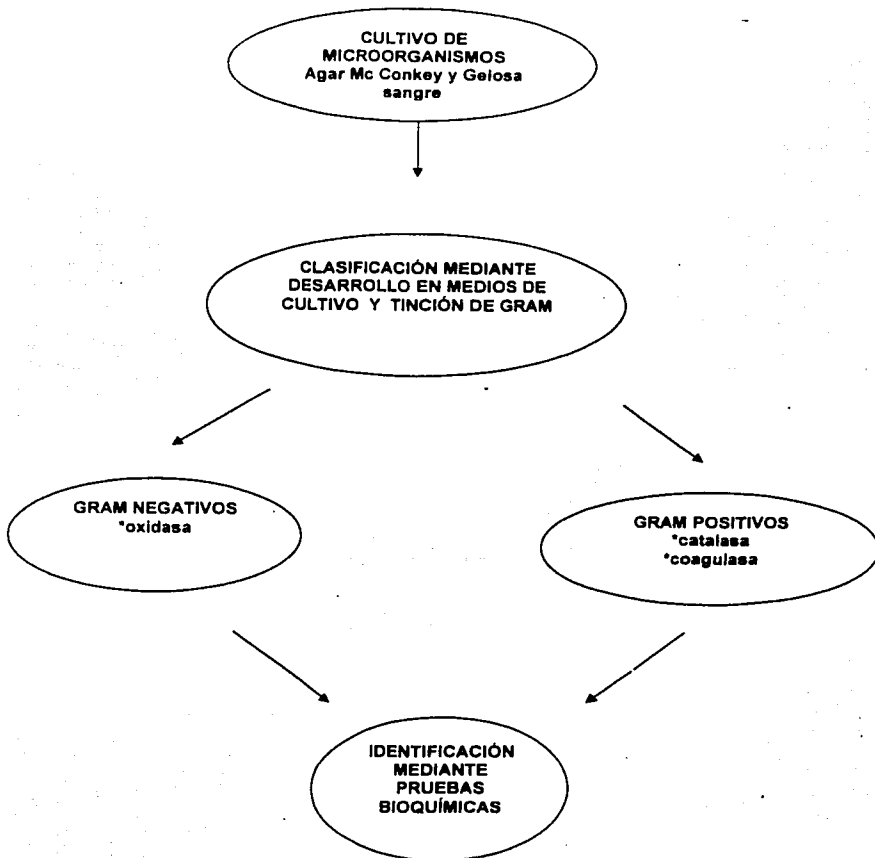 CULTIVO DE
MICROORGANISMOS
Agar Mc Conkey y Gelosa
sangre
CLASIFICACIÓN MEDIANTE
DESARROLLO EN MEDIOS DE
CULTIVO Y TINCIÓN DE GRAM
GRAM NEGATIVOS
*oxidasa
GRAM POSITIVOS
*catalasa
*coagulasa
IDENTIFICACIÓN
MEDIANTE
PRUEBAS
BIOQUÍMICAS